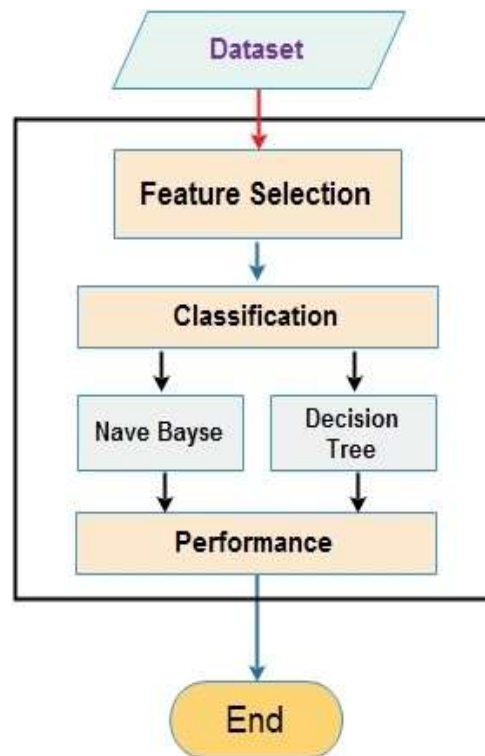 Dataset
Feature Selection
Classification
Nave Bayse
Decision
Tree
Performance
End